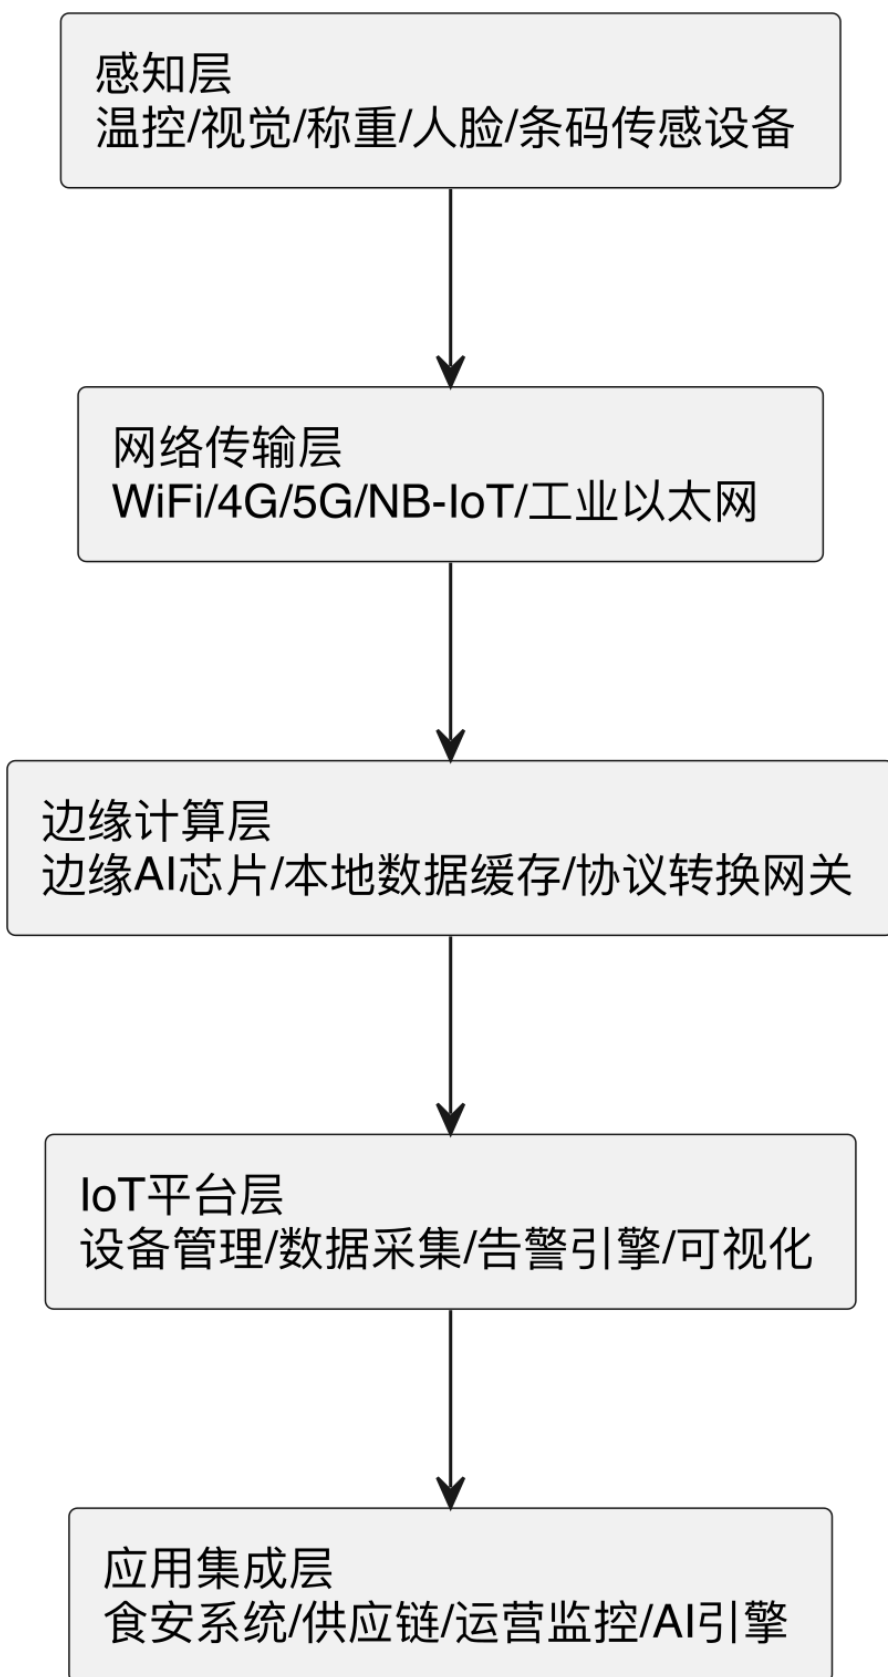 感知层
温控/视觉/称重/人脸/条码传感设备
网络传输层
WiFi/4G/5G/NB-IoT/工业以太网
边缘计算层
边缘AI芯片/本地数据缓存/协议转换网关
IoT平台层
设备管理/数据采集/告警引擎/可视化
应用集成层
食安系统/供应链/运营监控/AI引擎